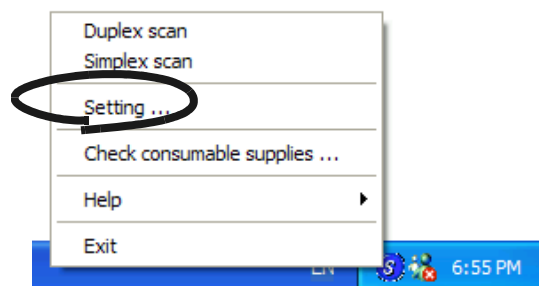 Duplex scan
Simplex scan
Setting ...
Check consumable supplies ...
Help
Exit
EN
S
6:55 PM